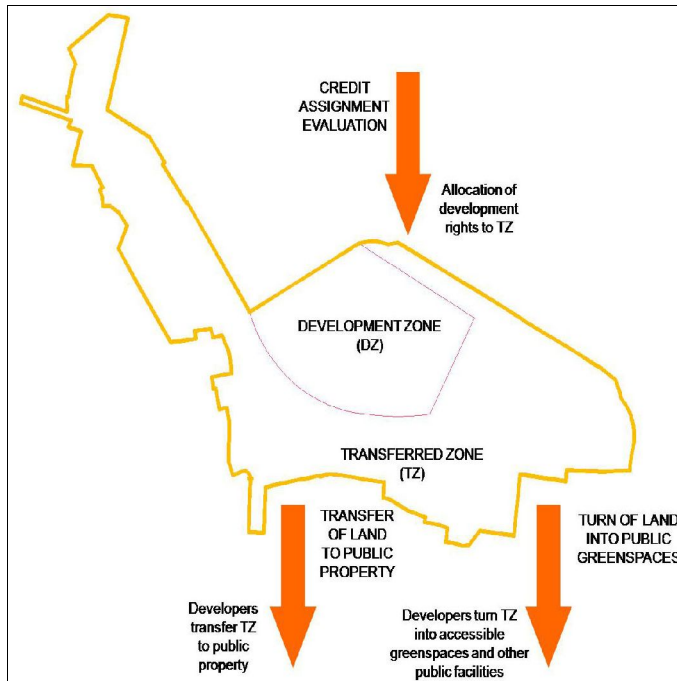 CREDIT
ASSIGNMENT
EVALUATION
Allocation of
development
rights to TZ
DEVELOPMENT ZONE
(DZ)
TRANSFERRED ZONE
(TZ)
TRANSFER
OF LAND
TO PUBLIC
PROPERTY
TURN OF LAND
INTO PUBLIC
GREENSPACES
Developers
transfer TZ
to public
property
Developers turn TZ
into accessible
greenspaces and other
public facilities